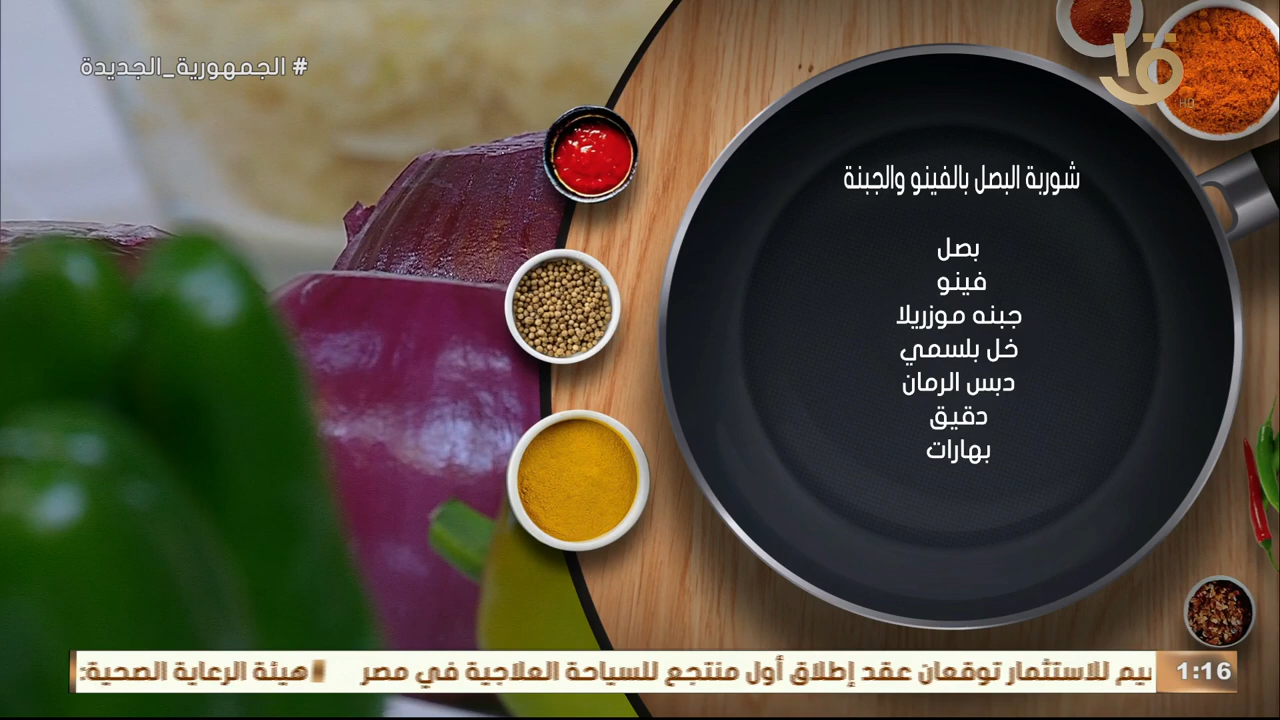 # الجمهورية_الجديدة
HD
شوربة البصل بالفينو والجبنة
بصل
فينو
جبنه موزريلا
خل بلسمي
دبس الرمان
دقيق
بهارات
1:16
للاستثمار توقعان عقد إطلاق أول منتجع للسياحة العلاجية في مصر هيئة الرعاية الصحية: